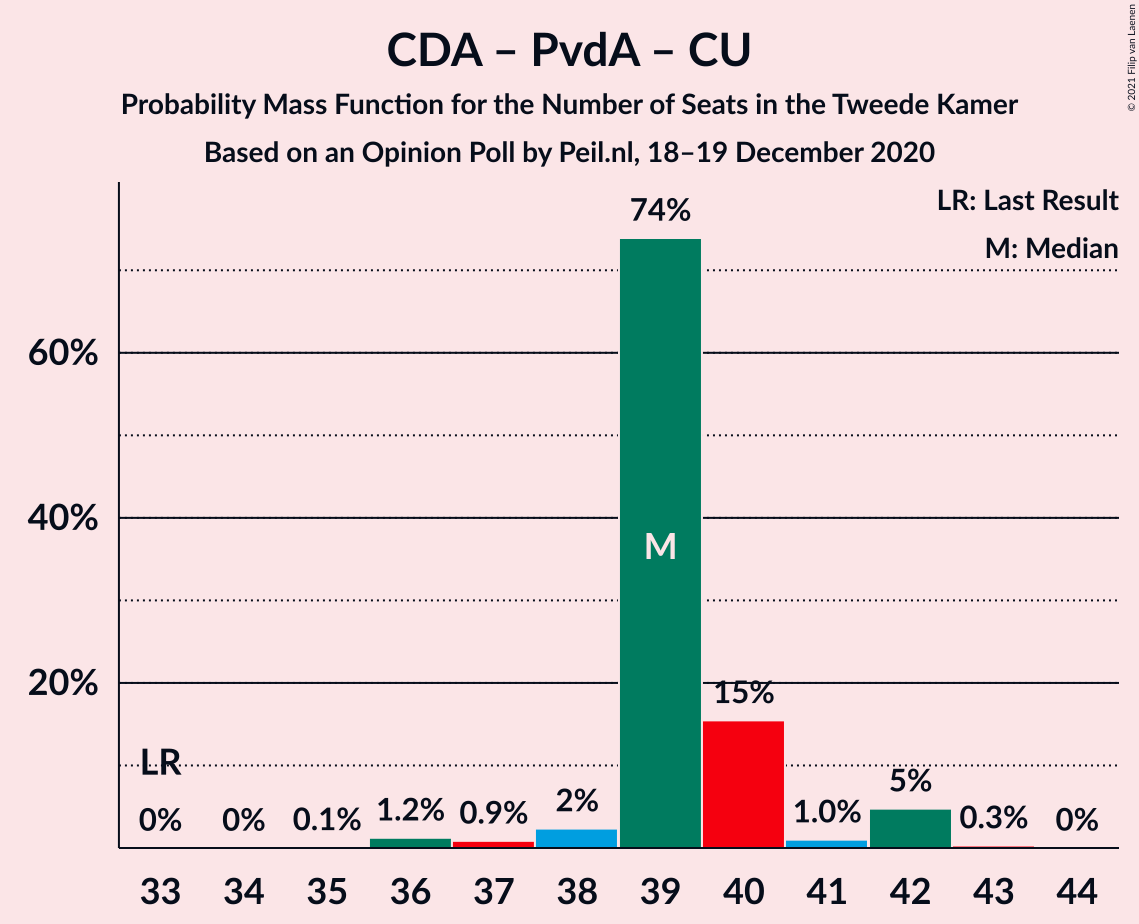 CDA – PvdA – CU
Probability Mass Function for the Number of Seats in the Tweede Kamer
Based on an Opinion Poll by Peil.nl, 18–19 December 2020
© 2021 Filip van Laenen
LR: Last Result
M: Median
60%
40%
20%
LR
M
0% 0% 0.1% 1.2% 0.9% 2% 74% 15% 1.0% 5% 0.3% 0%
33 34 35 36 37 38 39 40 41 42 43 44